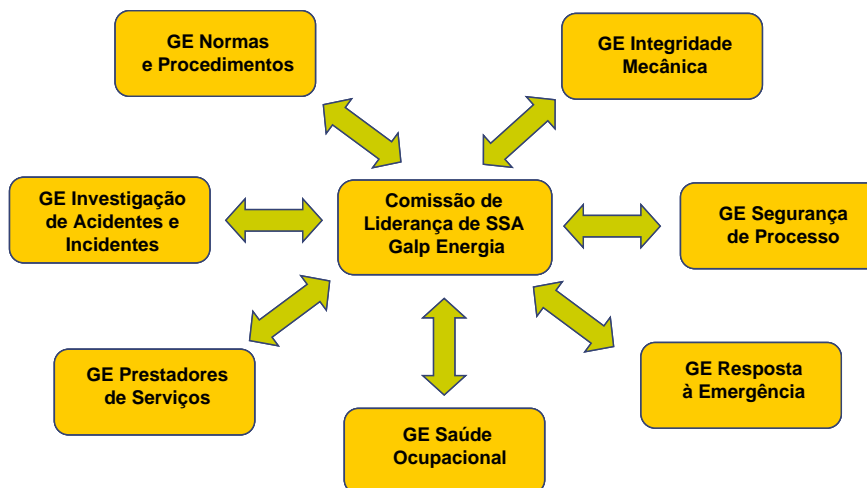 GE Normas
e Procedimentos
GE Integridade
Mecânica
GE Investigação
de Acidentes e
Incidentes
Comissão de
Liderança de SSA
Galp Energia
GE Segurança
de Processo
GE Prestadores
de Serviços
GE Resposta
à Emergência
GE Saúde
Ocupacional